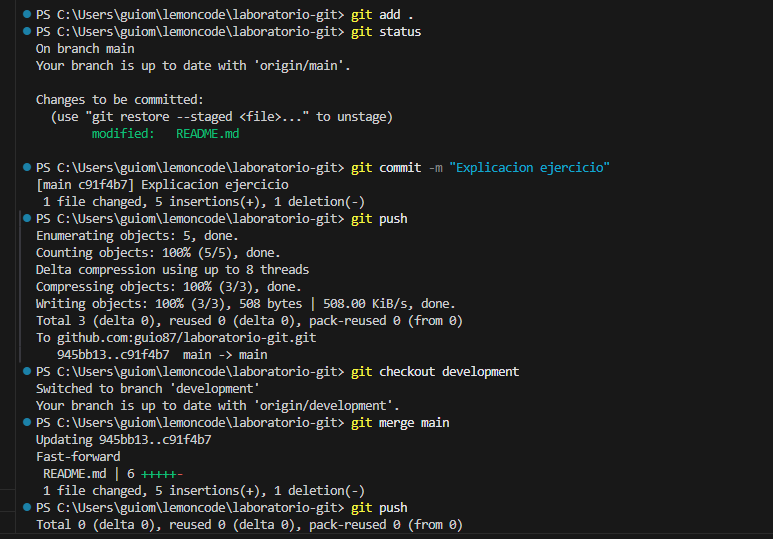 PS C:\Users\guiom\lemoncode\laboratorio-git> git add .
PS C:\Users\guiom\lemoncode\laboratorio-git> git status
On branch main
Your branch is up to date with 'origin/main'.
Changes to be committed:
  (use "git restore --staged <file>..." to unstage)
        modified:   README.md
PS C:\Users\guiom\lemoncode\laboratorio-git> git commit -m "Explicacion ejercicio"
[main c91f4b7] Explicacion ejercicio
 1 file changed, 5 insertions(+), 1 deletion(-)
PS C:\Users\guiom\lemoncode\laboratorio-git> git push
Enumerating objects: 5, done.
Counting objects: 100% (5/5), done.
Delta compression using up to 8 threads
Compressing objects: 100% (3/3), done.
Writing objects: 100% (3/3), 508 bytes | 508.00 KiB/s, done.
Total 3 (delta 0), reused 0 (delta 0), pack-reused 0 (from 0)
To github.com:guio87/laboratorio-git.git
   945bb13..c91f4b7  main -> main
PS C:\Users\guiom\lemoncode\laboratorio-git> git checkout development
Switched to branch 'development'
Your branch is up to date with 'origin/development'.
PS C:\Users\guiom\lemoncode\laboratorio-git> git merge main
Updating 945bb13..c91f4b7
Fast-forward
 README.md | 6 +++++-
 1 file changed, 5 insertions(+), 1 deletion(-)
PS C:\Users\guiom\lemoncode\laboratorio-git> git push
Total 0 (delta 0), reused 0 (delta 0), pack-reused 0 (from 0)